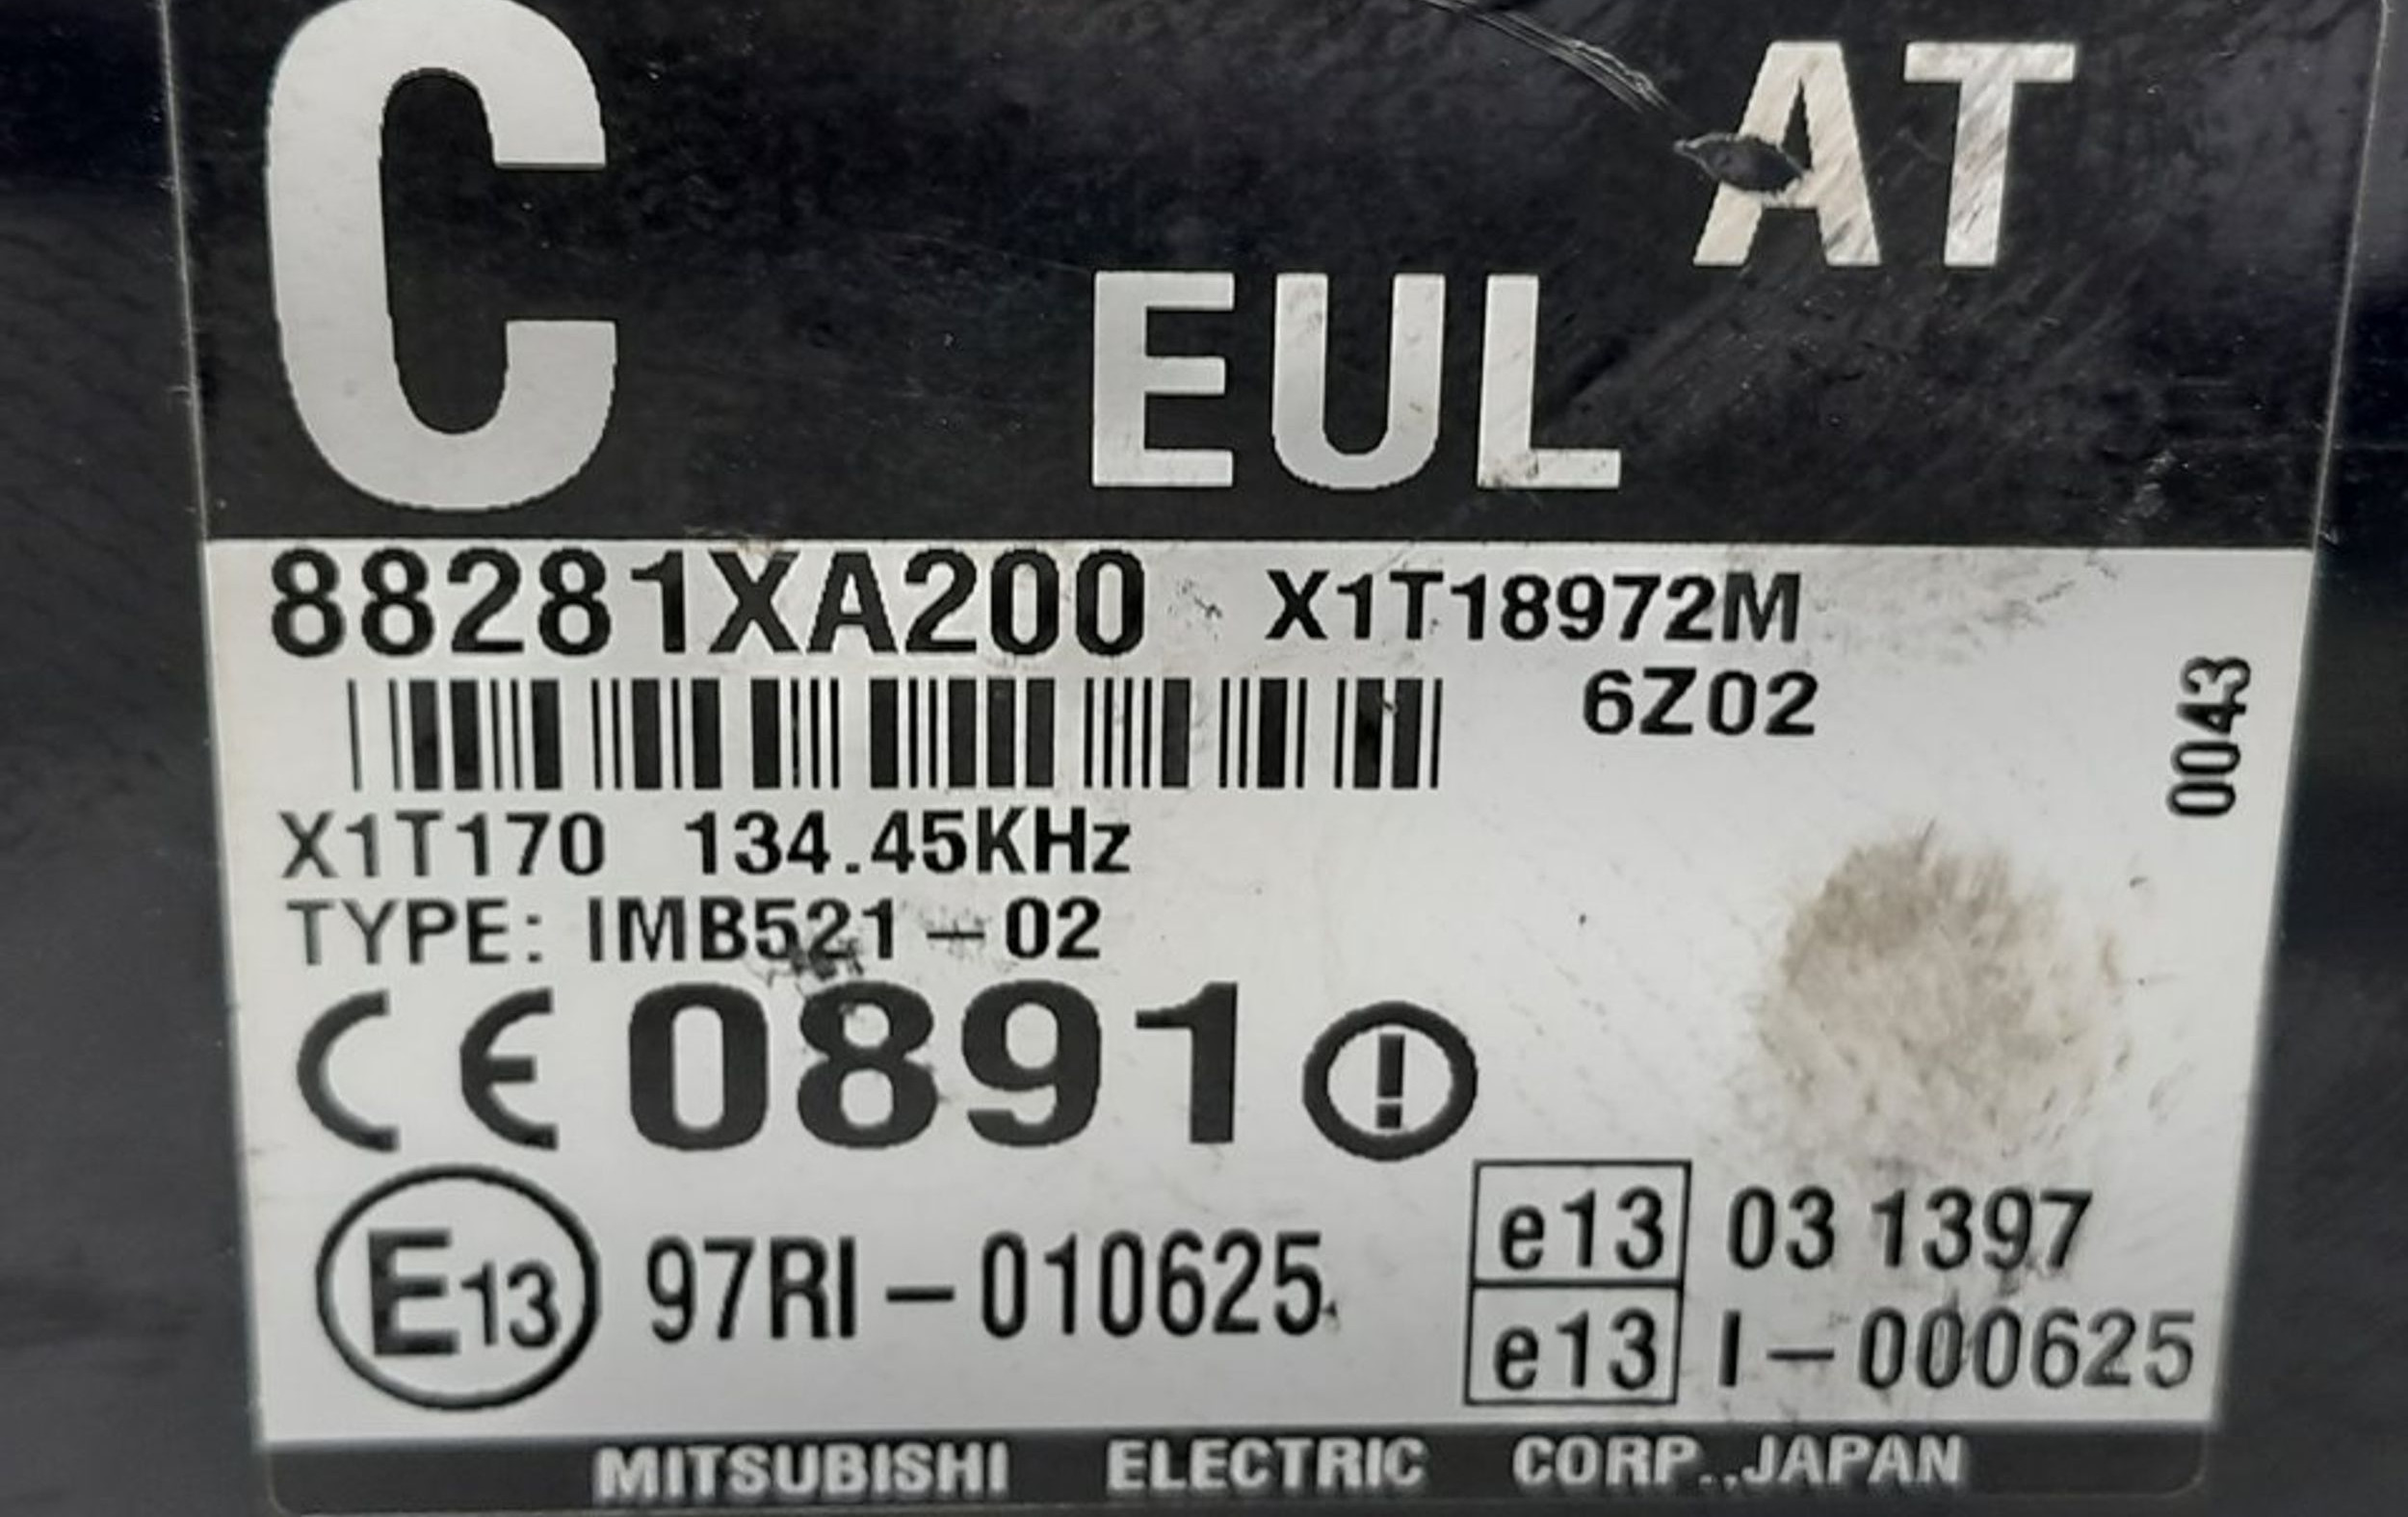 C
AT
EUL
88281XA200 X1T18972M
6Z02
0043
X1T170 134.45KHz
TYPE: IMB521-02
CE 0891
E13 97RI-010625
e13 03 1397
e13 I-000625
MITSUBISHI ELECTRIC CORP.,JAPAN